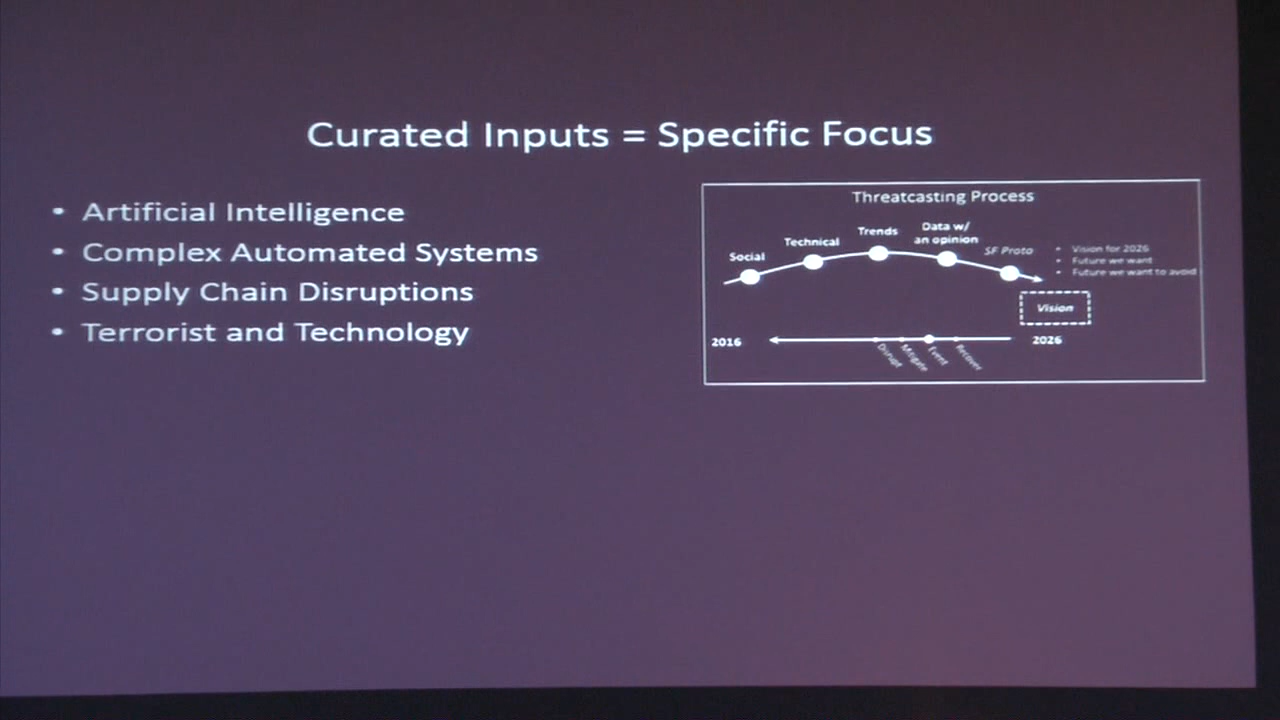 Curated Inputs = Specific Focus
• Artificial Intelligence
• Complex Automated Systems
• Supply Chain Disruptions
• Terrorist and Technology
Threatcasting Process
Social
Technical
Trends
Data w/
an opinion
SF Proto
• Vision for 2026
• Future we want
• Future we want to avoid
Vision
2016
Disrupt
Mitigate
Event
Recover
2026